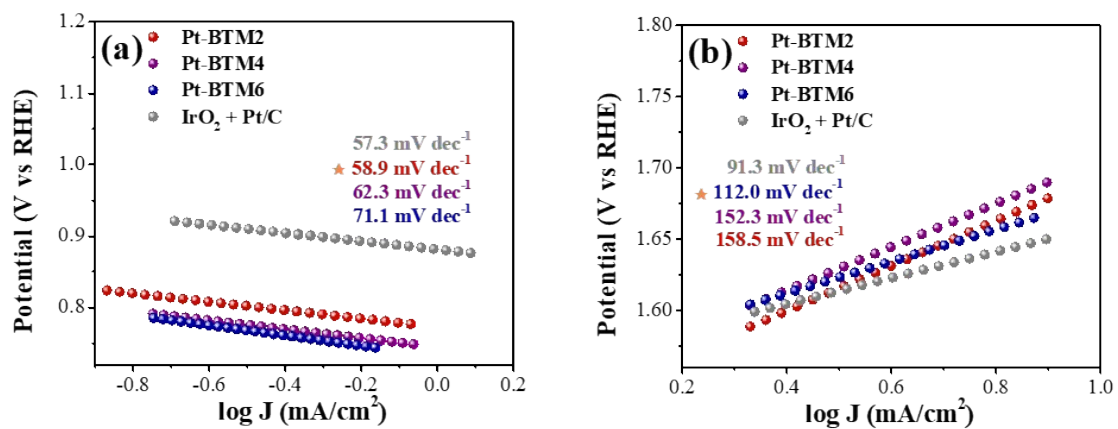 (a)
Pt-BTM2
Pt-BTM4
Pt-BTM6
IrO₂ + Pt/C
57.3 mV dec⁻¹
58.9 mV dec⁻¹
62.3 mV dec⁻¹
71.1 mV dec⁻¹
Potential (V vs RHE)
1.2
1.1
1.0
0.9
0.8
-0.8 -0.6 -0.4 -0.2 0.0 0.2
log J (mA/cm²)
(b)
Pt-BTM2
Pt-BTM4
Pt-BTM6
IrO₂ + Pt/C
91.3 mV dec⁻¹
112.0 mV dec⁻¹
152.3 mV dec⁻¹
158.5 mV dec⁻¹
Potential (V vs RHE)
1.80
1.75
1.70
1.65
1.60
0.2 0.4 0.6 0.8 1.0
log J (mA/cm²)